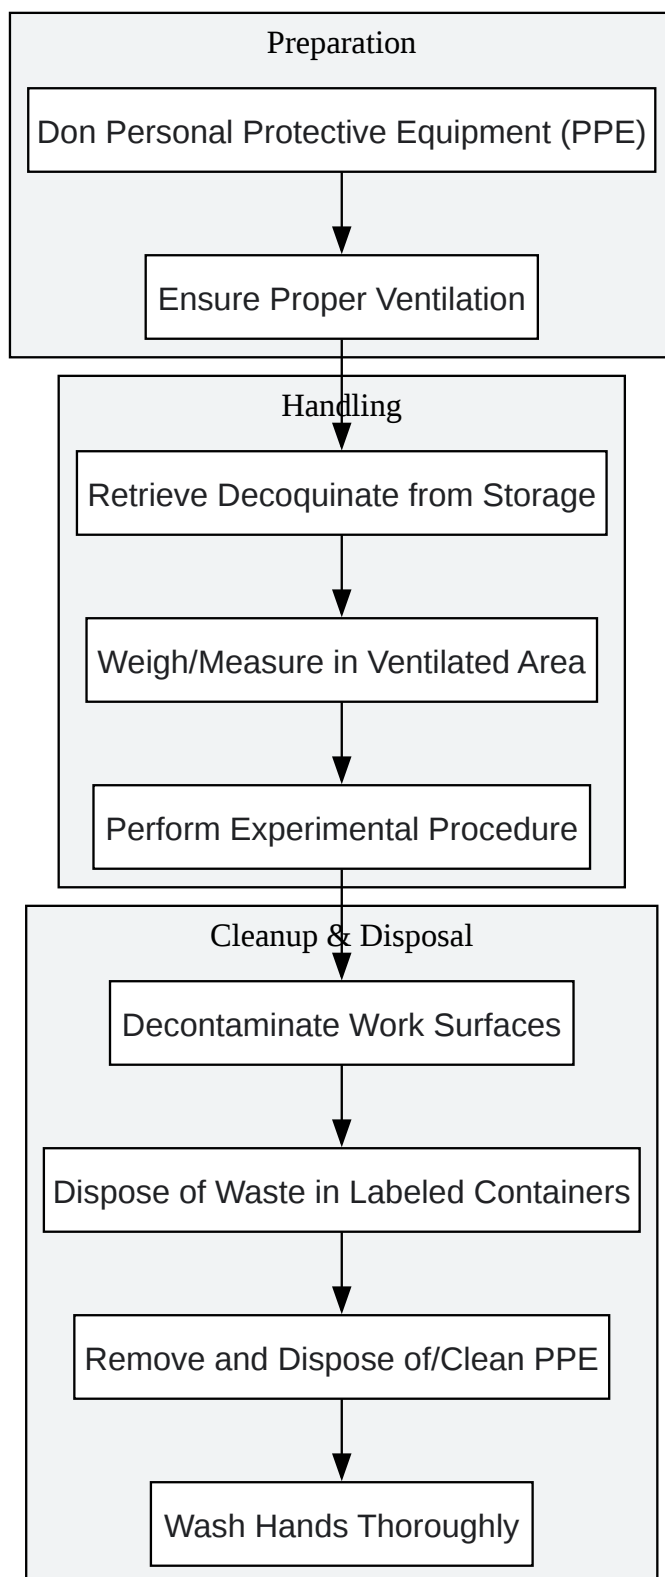 Preparation
Don Personal Protective Equipment (PPE)
Ensure Proper Ventilation
Handling
Retrieve Decoquinate from Storage
Weigh/Measure in Ventilated Area
Perform Experimental Procedure
Cleanup & Disposal
Decontaminate Work Surfaces
Dispose of Waste in Labeled Containers
Remove and Dispose of/Clean PPE
Wash Hands Thoroughly